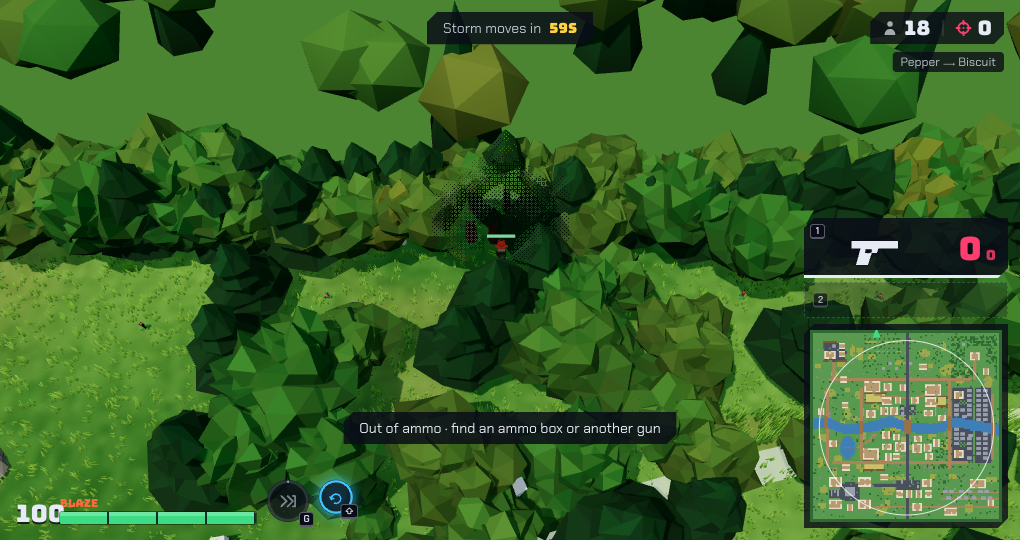 Storm moves in 59s
18 0
Pepper — Biscuit
1
0 0
2
Out of ammo · find an ammo box or another gun
BLAZE
100
G